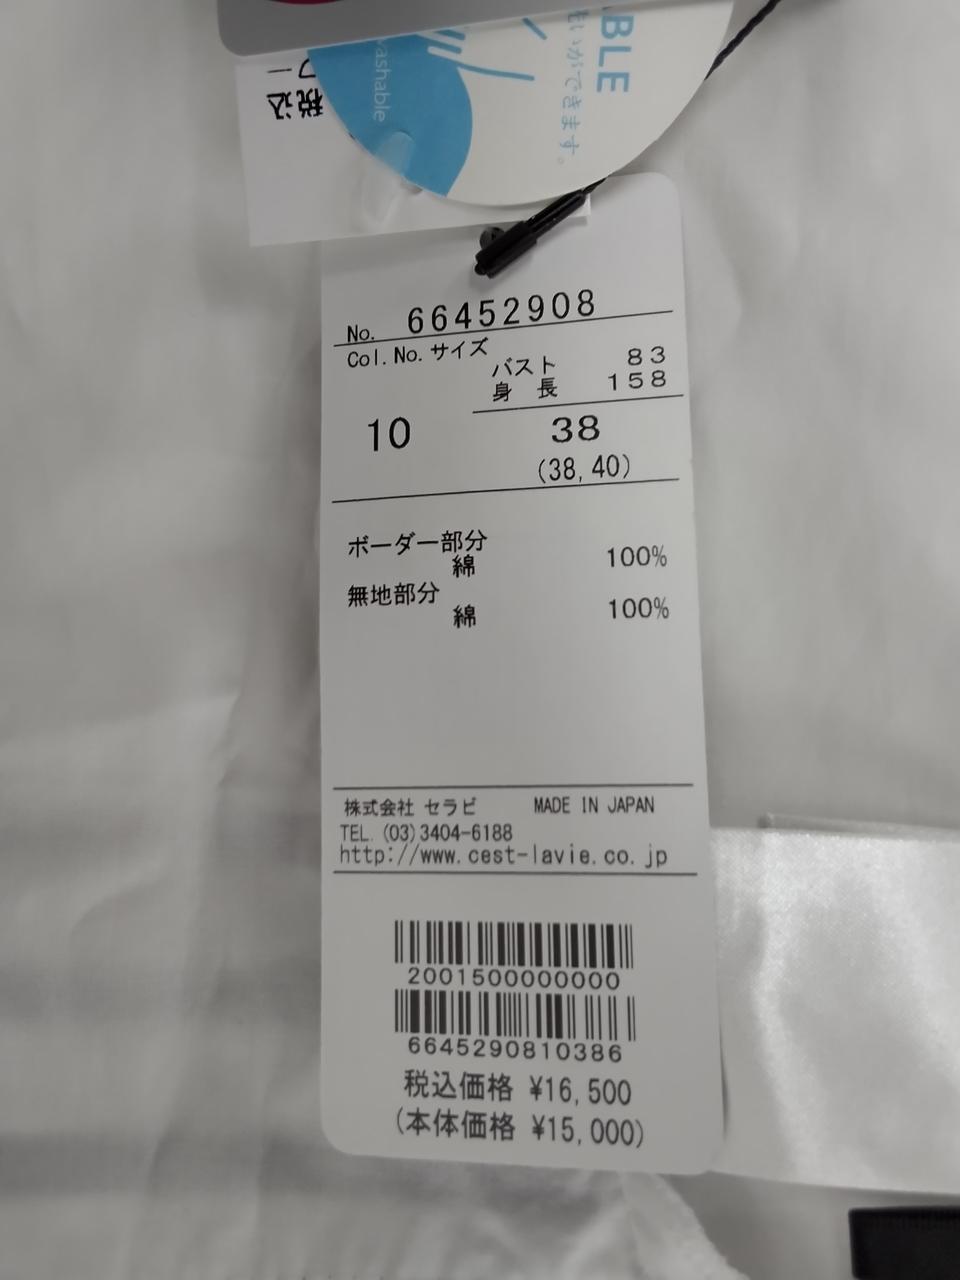 ABLE
洗いができます。
washable
税込
No. 66452908
Col.No. サイズ
バスト 83
身 長 158
10
38
(38,40)
ボーダー部分
綿 100%
無地部分
綿 100%
株式会社 セラビ MADE IN JAPAN
TEL.(03)3404-6188
http://www.cest-lavie.co.jp
2001500000000
6645290810386
税込価格 ¥16,500
(本体価格 ¥15,000)